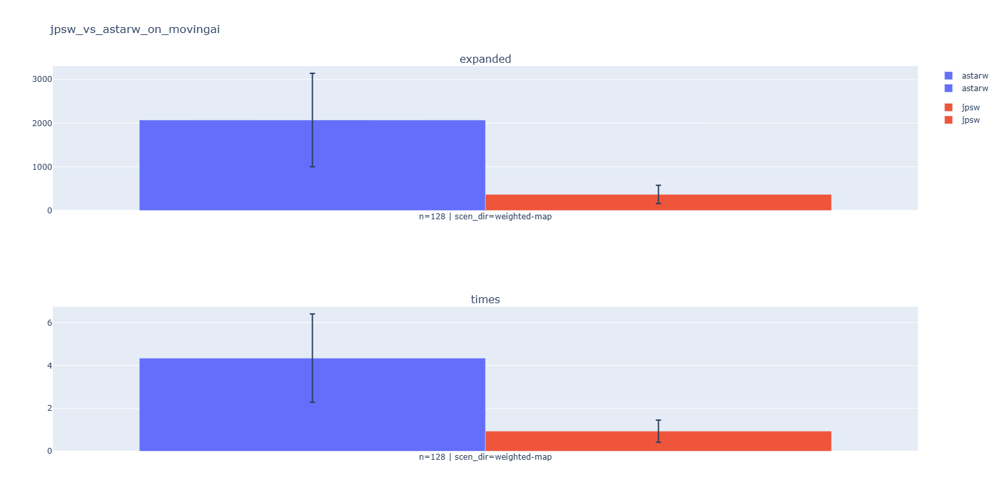 jpsw_vs_astarw_on_movingai
expanded
3000
2000
1000
0
n=128 | scen_dir=weighted-map
astarw
astarw
jpsw
jpsw
times
6
4
2
0
n=128 | scen_dir=weighted-map